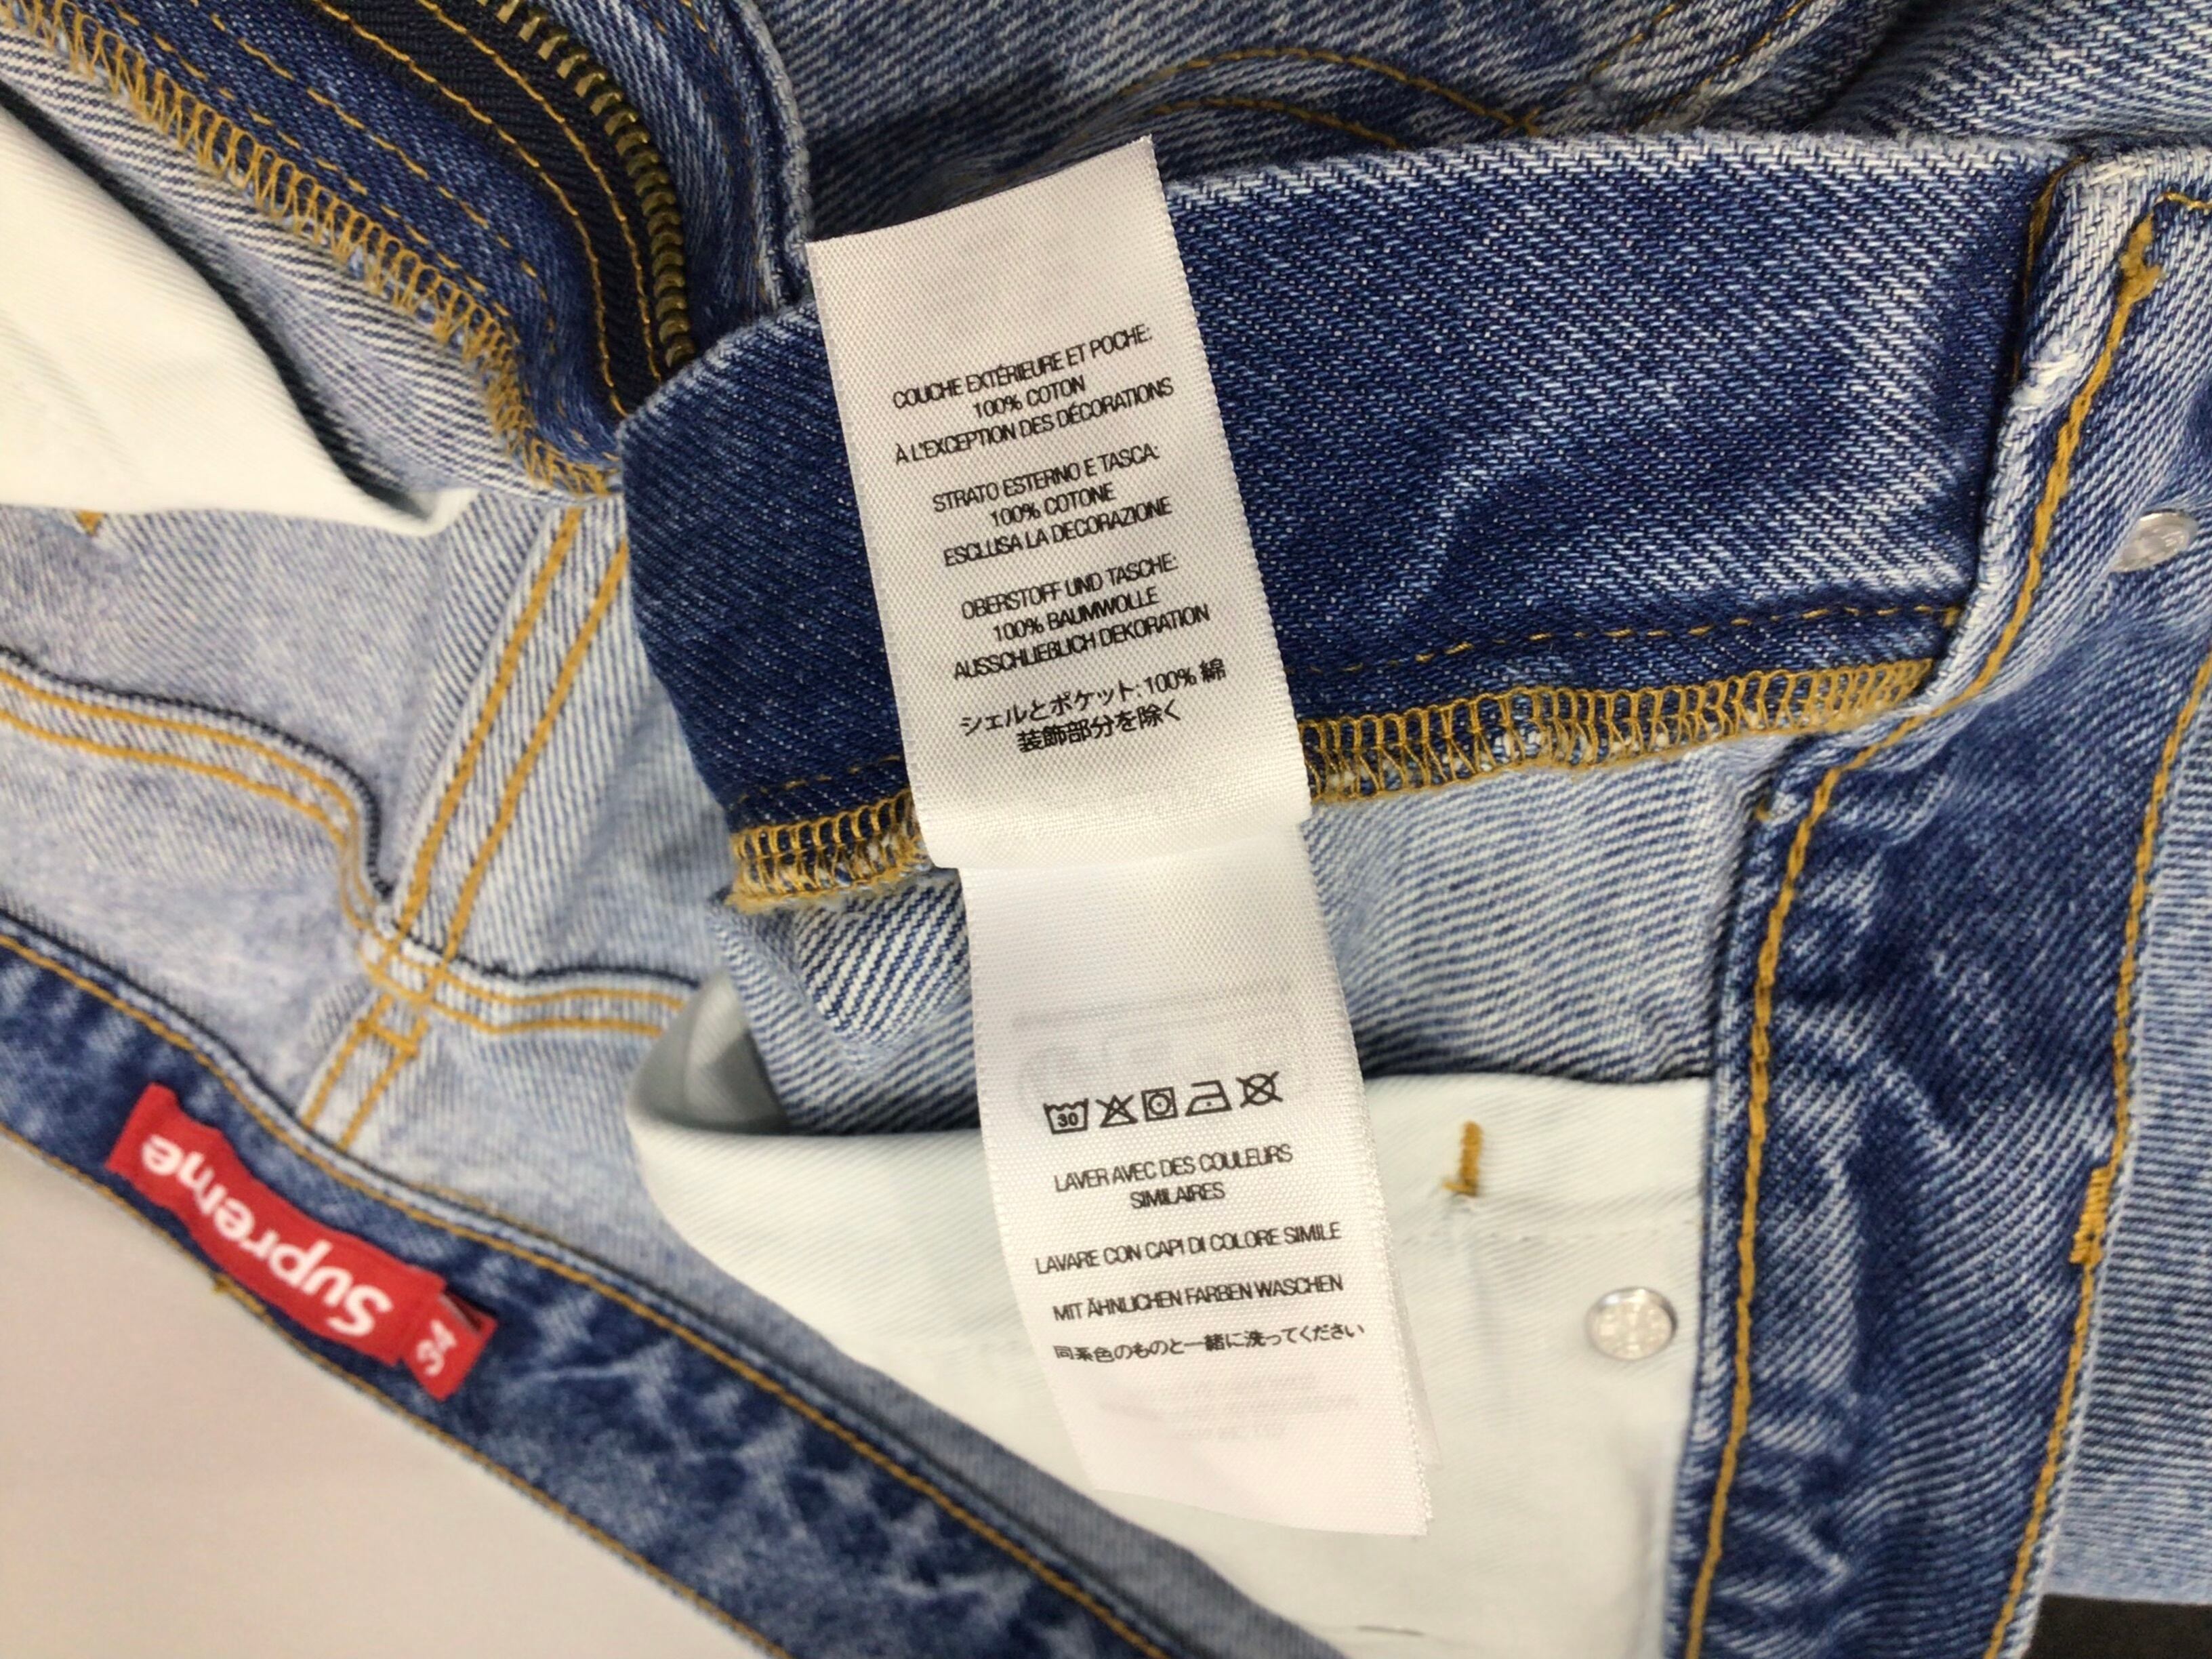 COUCHE EXTÉRIEURE ET POCHE:
100% COTON
À L'EXCEPTION DES DÉCORATIONS
STRATO ESTERNO E TASCA:
100% COTONE
ESCLUSA LA DECORAZIONE
OBERSTOFF UND TASCHE:
100% BAUMWOLLE
AUSSCHLIEBLICH DEKORATION
シェルとポケット:100% 綿
装飾部分を除く
30
LAVER AVEC DES COULEURS
SIMILAIRES
LAVARE CON CAPI DI COLORE SIMILE
MIT ÄHNLICHEN FARBEN WASCHEN
同系色のものと一緒に洗ってください
Supreme
34